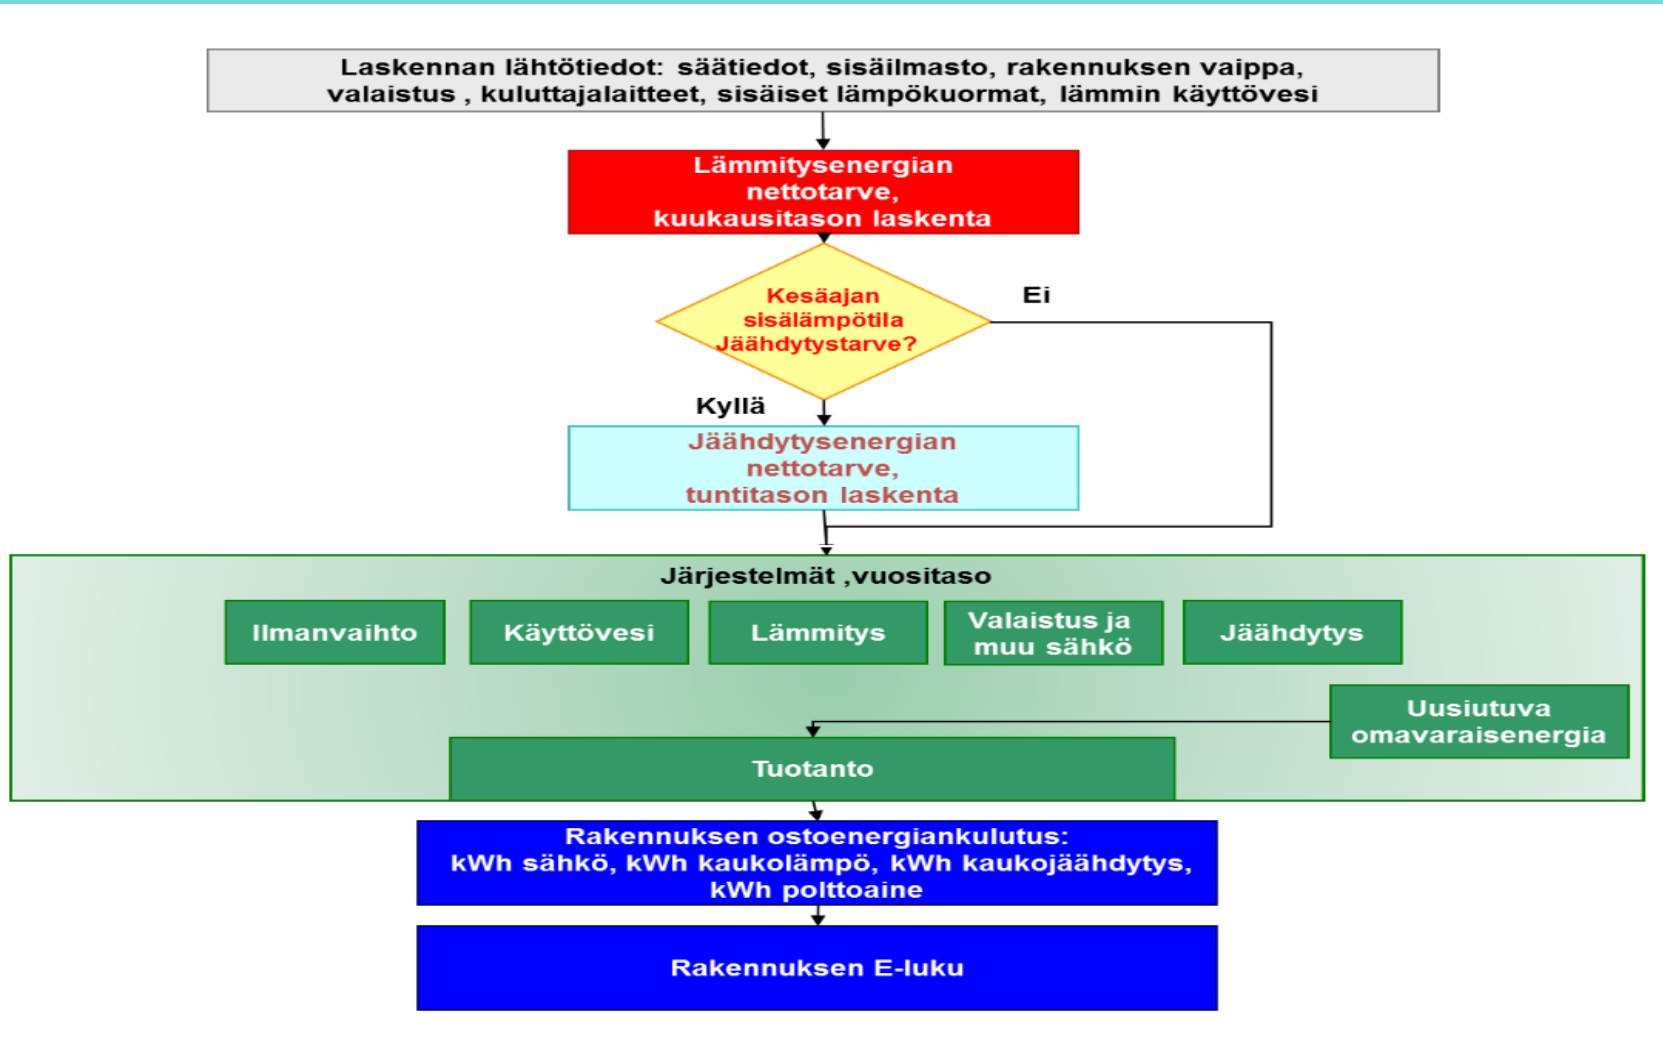 Laskennan lähtötiedot: säätiedot, sisäilmasto, rakennuksen vaippa,
valaistus , kuluttajalaitteet, sisäiset lämpökuormat, lämmin käyttövesi
Lämmitysenergian
nettotarve,
kuukausitason laskenta
Kesäajan
sisälämpötila
Jäähdytystarve?
Ei
Kyllä
Jäähdytysenergian
nettotarve,
tuntitason laskenta
Järjestelmät ,vuositaso
Ilmanvaihto
Käyttövesi
Lämmitys
Valaistus ja
muu sähkö
Jäähdytys
Uusiutuva
omavaraisenergia
Tuotanto
Rakennuksen ostoenergiankulutus:
kWh sähkö, kWh kaukolämpö, kWh kaukojäähdytys,
kWh polttoaine
Rakennuksen E-luku